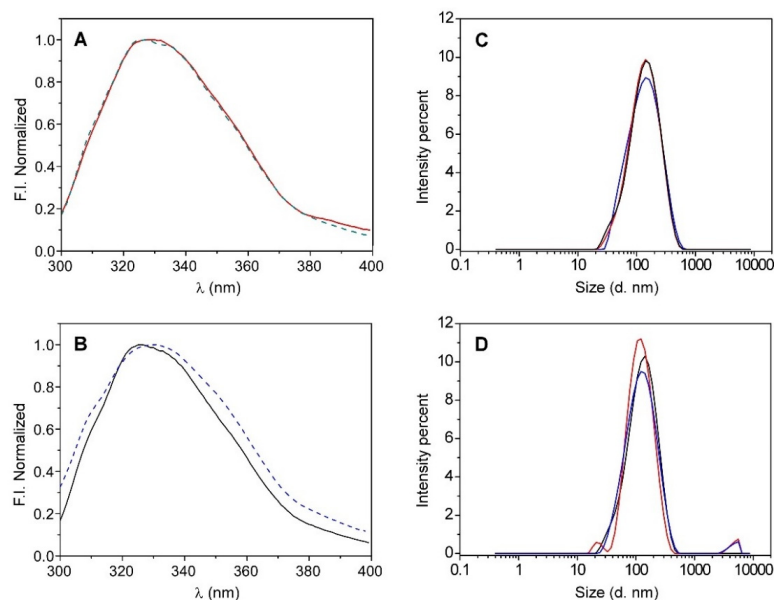 A
F.I. Normalized
1.0
0.8
0.6
0.4
0.2
0.0
300 320 340 360 380 400
λ (nm)
C
Intensity percent
12
10
8
6
4
2
0
0.1 1 10 100 1000 10000
Size (d. nm)
B
F.I. Normalized
1.0
0.8
0.6
0.4
0.2
0.0
300 320 340 360 380 400
λ (nm)
D
Intensity percent
12
10
8
6
4
2
0
0.1 1 10 100 1000 10000
Size (d. nm)